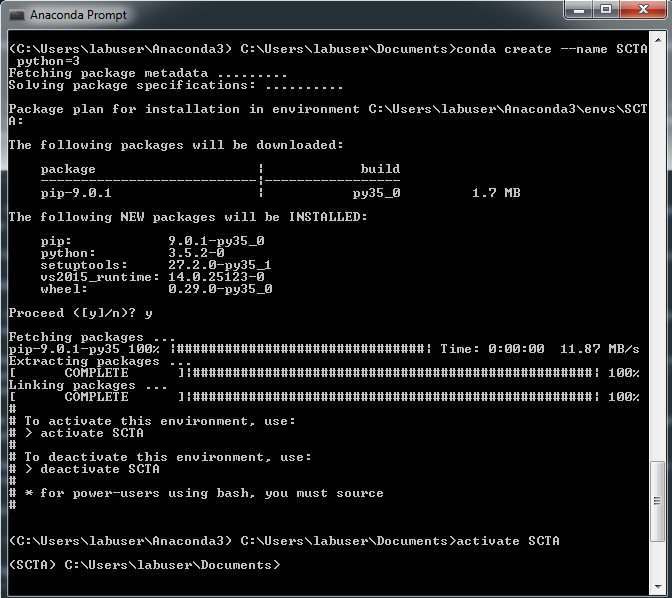 Anaconda Prompt
(C:\Users\labuser\Anaconda3) C:\Users\labuser\Documents>conda create --name SCTA
 python=3
Fetching package metadata .........
Solving package specifications: ..........

Package plan for installation in environment C:\Users\labuser\Anaconda3\envs\SCT
A:

The following packages will be downloaded:

    package                    |            build
    ---------------------------|-----------------
    pip-9.0.1                  |           py35_0         1.7 MB

The following NEW packages will be INSTALLED:

    pip:            9.0.1-py35_0
    python:         3.5.2-0
    setuptools:     27.2.0-py35_1
    vs2015_runtime: 14.0.25123-0
    wheel:          0.29.0-py35_0

Proceed ([y]/n)? y

Fetching packages ...
pip-9.0.1-py35 100% |###############################| Time: 0:00:00  11.87 MB/s
Extracting packages ...
[      COMPLETE      ]|##################################################| 100%
Linking packages ...
[      COMPLETE      ]|##################################################| 100%
#
# To activate this environment, use:
# > activate SCTA
#
# To deactivate this environment, use:
# > deactivate SCTA
#
# * for power-users using bash, you must source
#

(C:\Users\labuser\Anaconda3) C:\Users\labuser\Documents>activate SCTA

(SCTA) C:\Users\labuser\Documents>